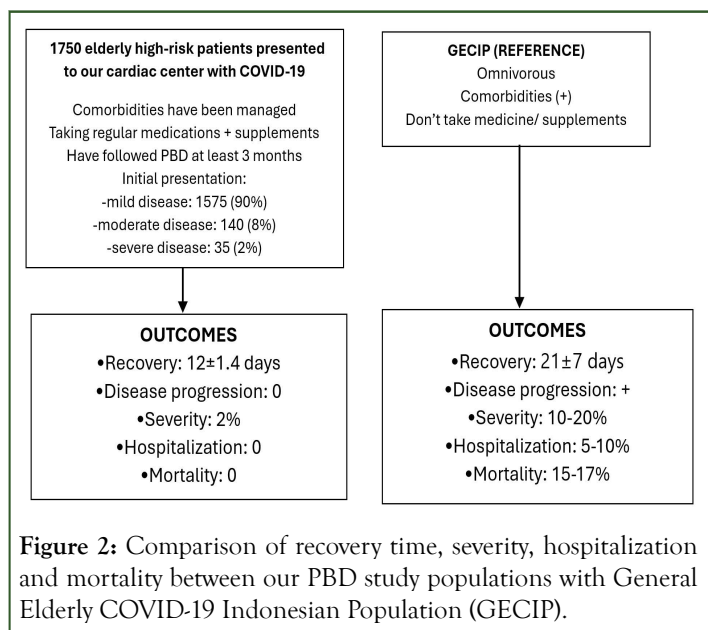 1750 elderly high-risk patients presented
to our cardiac center with COVID-19
Comorbidities have been managed
Taking regular medications + supplements
Have followed PBD at least 3 months
Initial presentation:
-mild disease: 1575 (90%)
-moderate disease: 140 (8%)
-severe disease: 35 (2%)
GECIP (REFERENCE)
Omnivorous
Comorbidities (+)
Don't take medicine/ supplements
OUTCOMES
•Recovery: 12±1.4 days
•Disease progression: 0
•Severity: 2%
•Hospitalization: 0
•Mortality: 0
OUTCOMES
•Recovery: 21±7 days
•Disease progression: +
•Severity: 10-20%
•Hospitalization: 5-10%
•Mortality: 15-17%
Figure 2: Comparison of recovery time, severity, hospitalization
and mortality between our PBD study populations with General
Elderly COVID-19 Indonesian Population (GECIP).